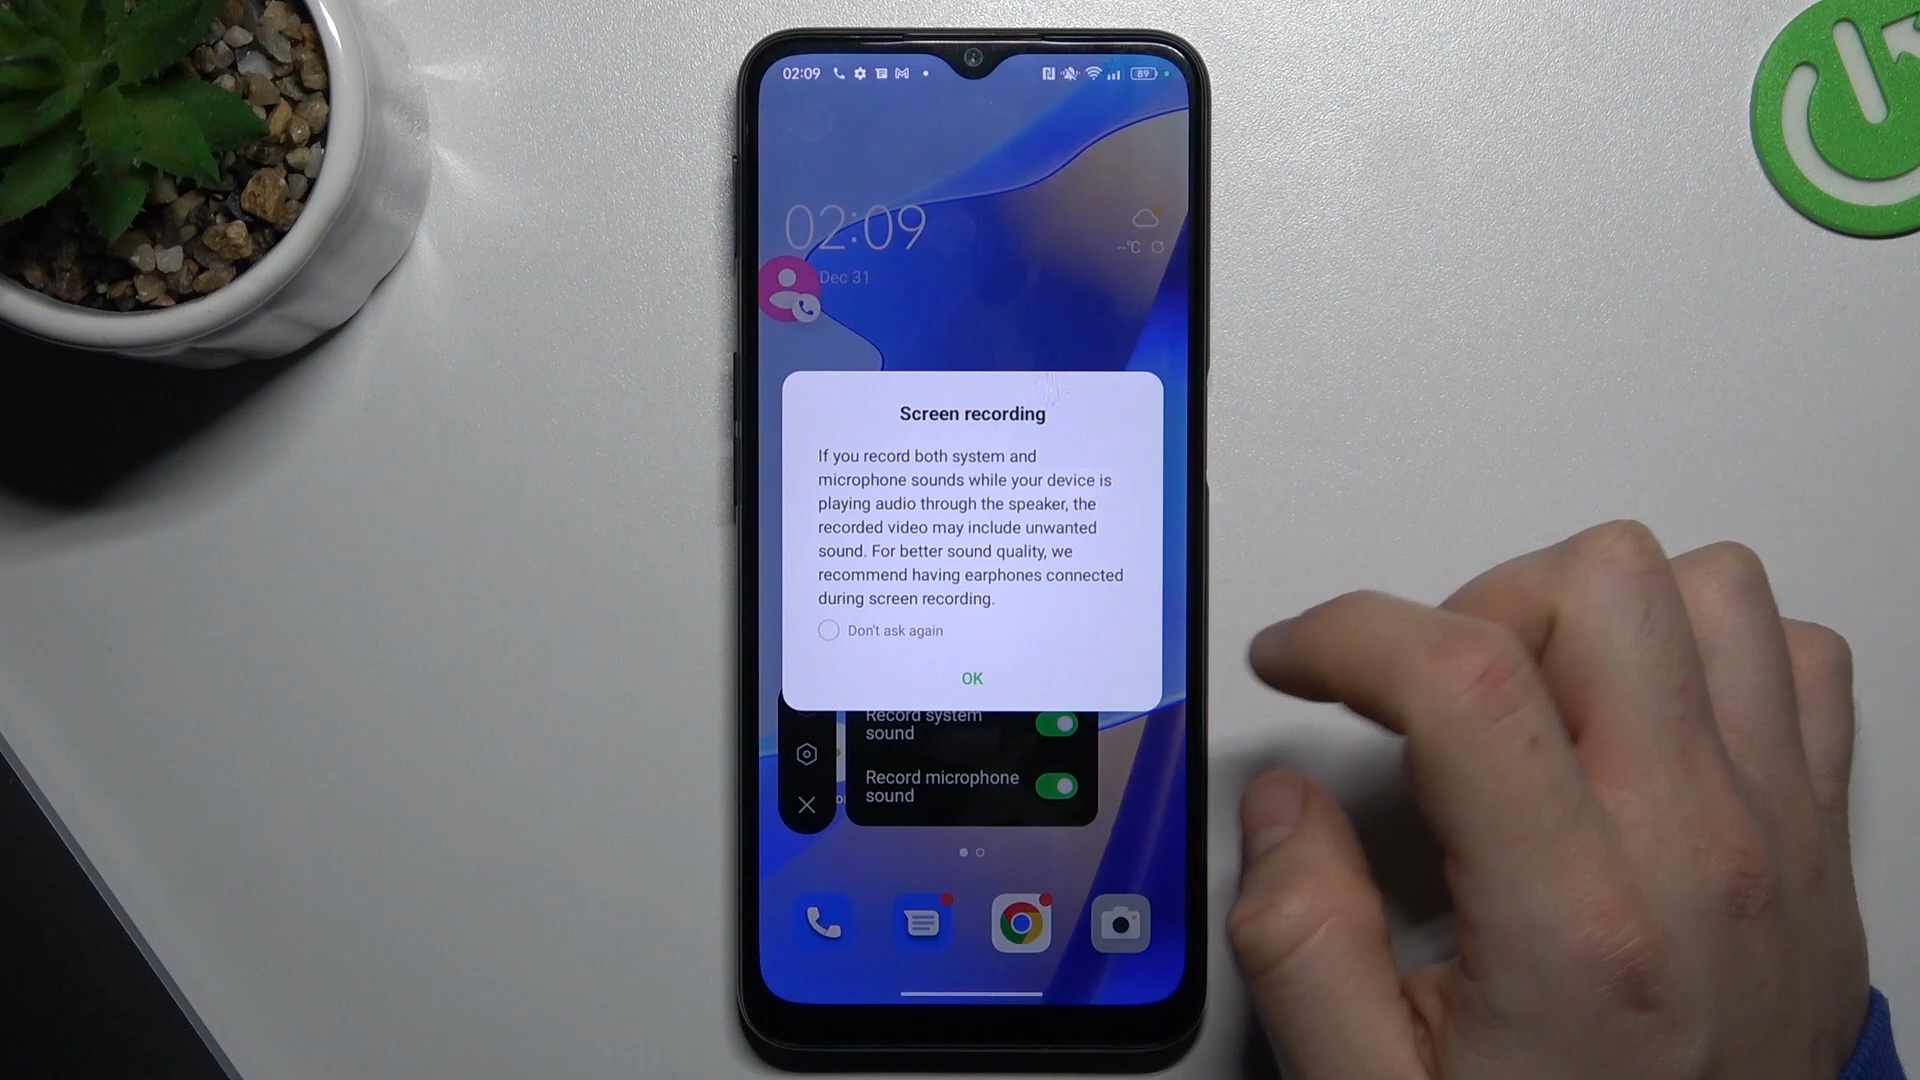 02:09
89
02:09
--°C
Dec 31
Screen recording
If you record both system and
microphone sounds while your device is
playing audio through the speaker, the
recorded video may include unwanted
sound. For better sound quality, we
recommend having earphones connected
during screen recording.
Don't ask again
OK
Record system
sound
Record microphone
sound